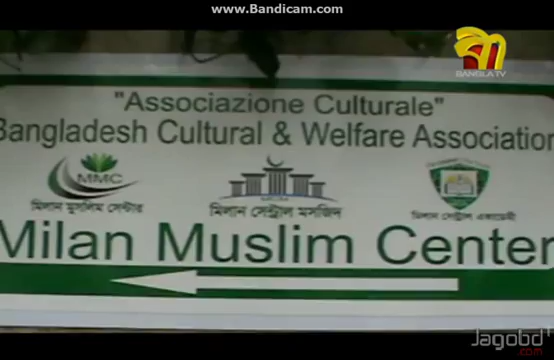 www.Bandicam.com
বাংলা
BANGLA TV
"Associazione Culturale"
Bangladesh Cultural & Welfare Association
MMC
মিলান মুসলিম সেন্টার
মিলান সেন্ট্রাল মসজিদ
মিলান সেন্ট্রাল একাডেমী
Milan Muslim Center
Jagobd
.com